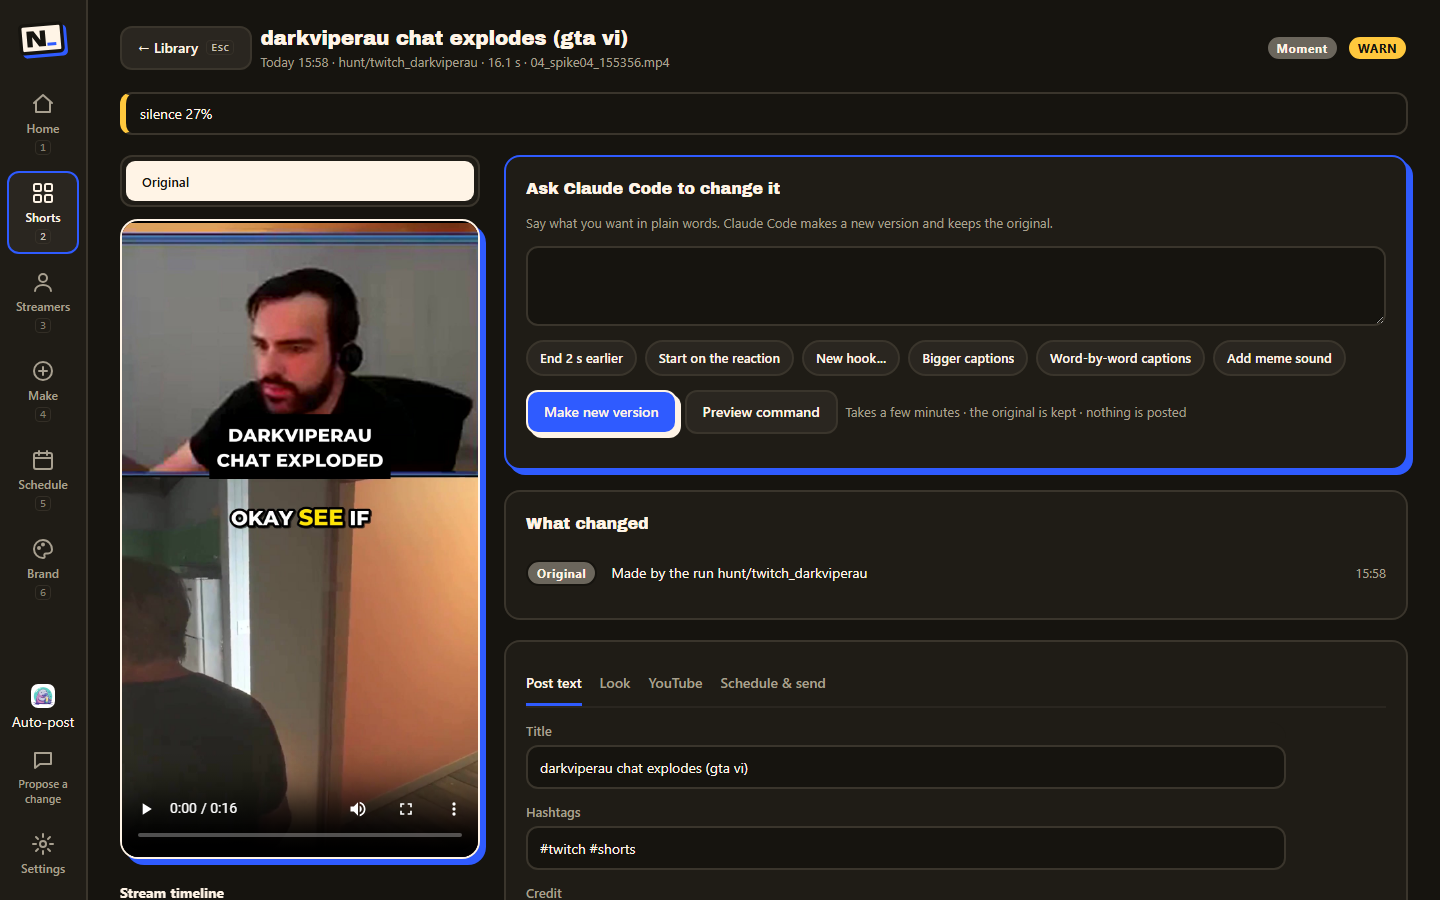 N_
← Library Esc
darkviperau chat explodes (gta vi)
Today 15:58 · hunt/twitch_darkviperau · 16.1 s · 04_spike04_155356.mp4
Moment
WARN
Home
1
Shorts
2
Streamers
3
Make
4
Schedule
5
Brand
6
Auto-post
Propose a
change
Settings
silence 27%
Original
DARKVIPERAU
CHAT EXPLODED
OKAY SEE IF
0:00 / 0:16
Stream timeline
Ask Claude Code to change it
Say what you want in plain words. Claude Code makes a new version and keeps the original.
End 2 s earlier
Start on the reaction
New hook...
Bigger captions
Word-by-word captions
Add meme sound
Make new version
Preview command
Takes a few minutes · the original is kept · nothing is posted
What changed
Original
Made by the run hunt/twitch_darkviperau
15:58
Post text
Look
YouTube
Schedule & send
Title
darkviperau chat explodes (gta vi)
Hashtags
#twitch #shorts
Credit